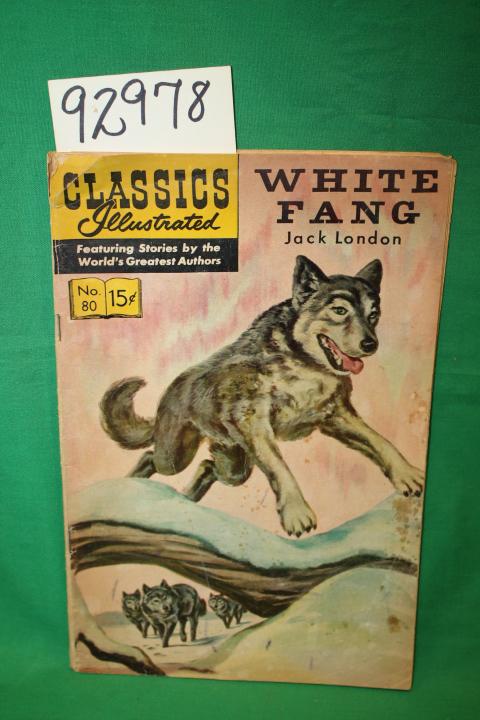 92978
CLASSICS
Illustrated
Featuring Stories by the
World's Greatest Authors
No.
80
15¢
WHITE
FANG
Jack London